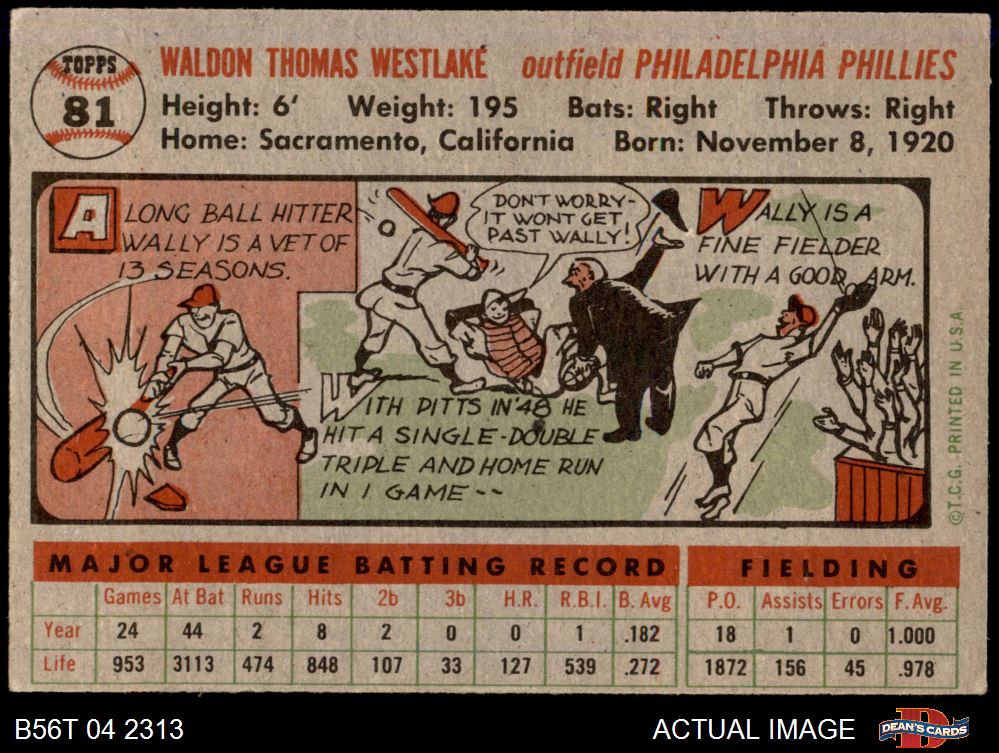 TOPPS
81
WALDON THOMAS WESTLAKE outfield PHILADELPHIA PHILLIES
Height: 6' Weight: 195 Bats: Right Throws: Right
Home: Sacramento, California Born: November 8, 1920
A LONG BALL HITTER
WALLY IS A VET OF
13 SEASONS.
DON'T WORRY-
IT WONT GET
PAST WALLY!
WITH PITTS IN '48 HE
HIT A SINGLE-DOUBLE
TRIPLE AND HOME RUN
IN 1 GAME--
WALLY IS A
FINE FIELDER
WITH A GOOD ARM.
©T.C.G. PRINTED IN U.S.A.
MAJOR LEAGUE BATTING RECORD FIELDING
Games At Bat Runs Hits 2b 3b H.R. R.B.I. B. Avg P.O. Assists Errors F. Avg.
Year 24 44 2 8 2 0 0 1 .182 18 1 0 1.000
Life 953 3113 474 848 107 33 127 539 .272 1872 156 45 .978
B56T 04 2313 ACTUAL IMAGE DEAN'S CARDS